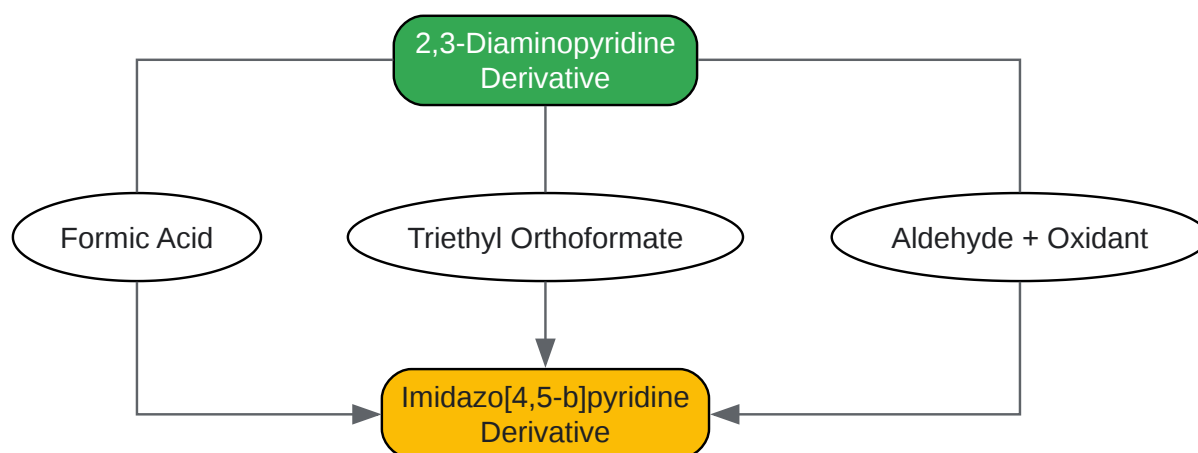 2,3-Diaminopyridine
Derivative
Formic Acid
Triethyl Orthoformate
Aldehyde + Oxidant
Imidazo[4,5-b]pyridine
Derivative